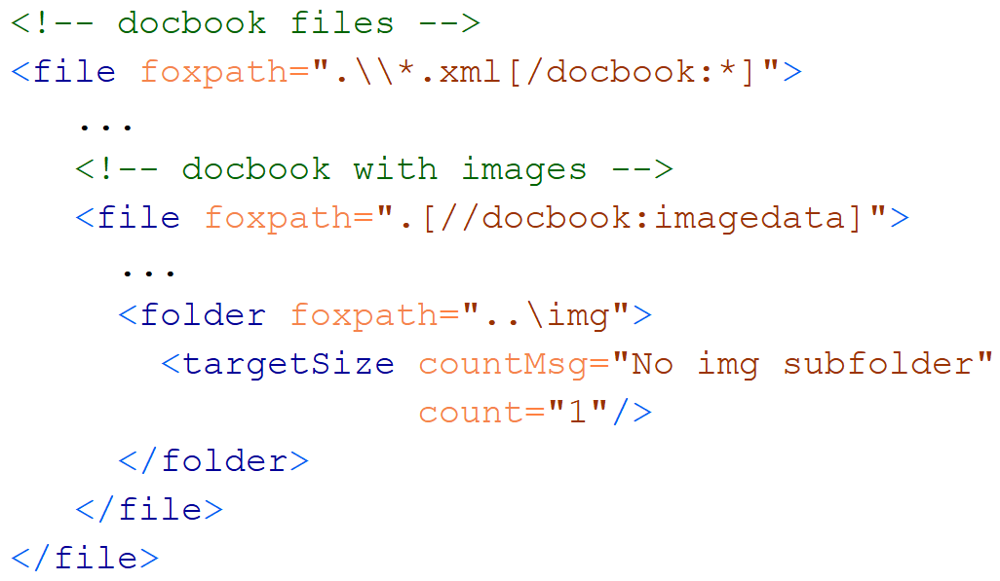 <!-- docbook files -->
<file foxpath=".\\*.xml[/docbook:*]">
...
<!-- docbook with images -->
<file foxpath=".[//docbook:imagedata]">
...
<folder foxpath="..\img">
<targetSize countMsg="No img subfolder"
count="1"/>
</folder>
</file>
</file>